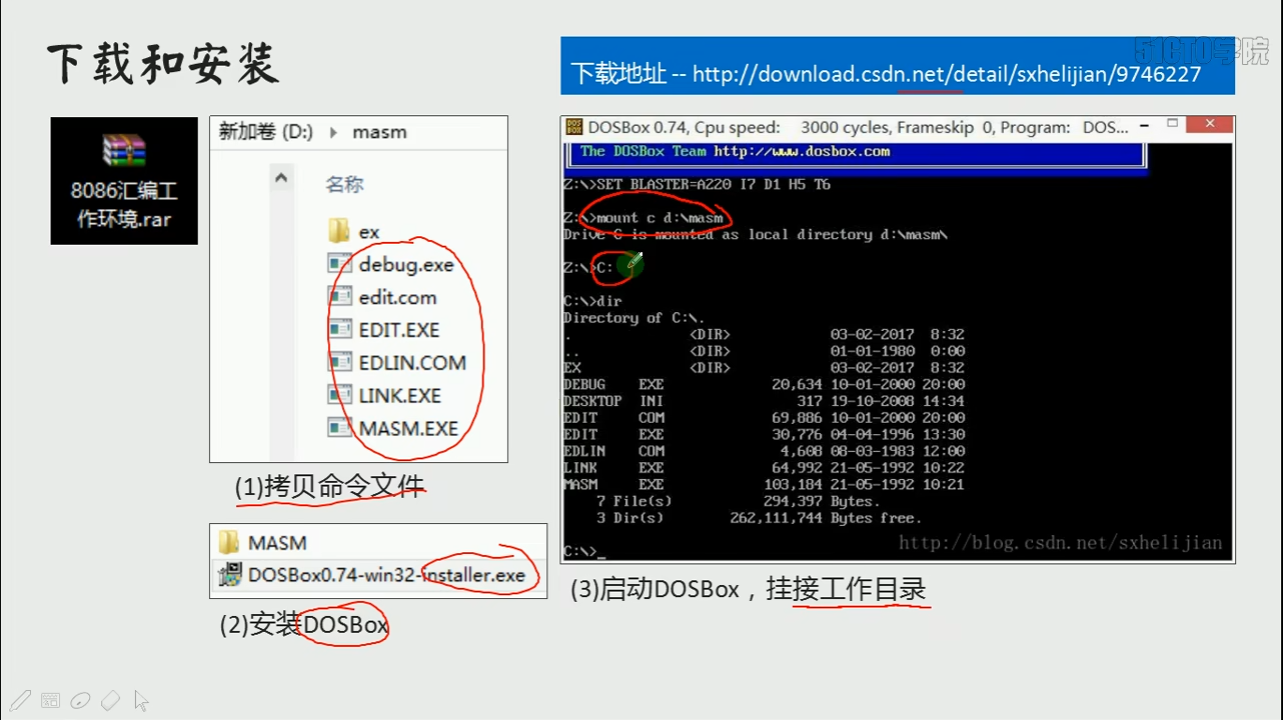 下载和安装
51CTO学院
下载地址 -- http://download.csdn.net/detail/sxhelijian/9746227
8086汇编工
作环境.rar
新加卷 (D:) masm
名称
ex
debug.exe
edit.com
EDIT.EXE
EDLIN.COM
LINK.EXE
MASM.EXE
(1)拷贝命令文件
MASM
DOSBox0.74-win32-installer.exe
(2)安装DOSBox
DOSBox 0.74, Cpu speed: 3000 cycles, Frameskip 0, Program: DOS...
The DOSBox Team http://www.dosbox.com
Z:\>SET BLASTER=A220 I7 D1 H5 T6
Z:\>mount c d:\masm
Drive C is mounted as local directory d:\masm\
Z:\>C:
C:\>dir
Directory of C:\.
. <DIR> 03-02-2017 8:32
.. <DIR> 01-01-1980 0:00
EX <DIR> 03-02-2017 8:32
DEBUG EXE 20,634 10-01-2000 20:00
DESKTOP INI 317 19-10-2008 14:34
EDIT COM 69,886 10-01-2000 20:00
EDIT EXE 30,776 04-04-1996 13:30
EDLIN COM 4,608 08-03-1983 12:00
LINK EXE 64,992 21-05-1992 10:22
MASM EXE 103,184 21-05-1992 10:21
7 File(s) 294,397 Bytes.
3 Dir(s) 262,111,744 Bytes free.
C:\>_
http://blog.csdn.net/sxhelijian
(3)启动DOSBox，挂接工作目录